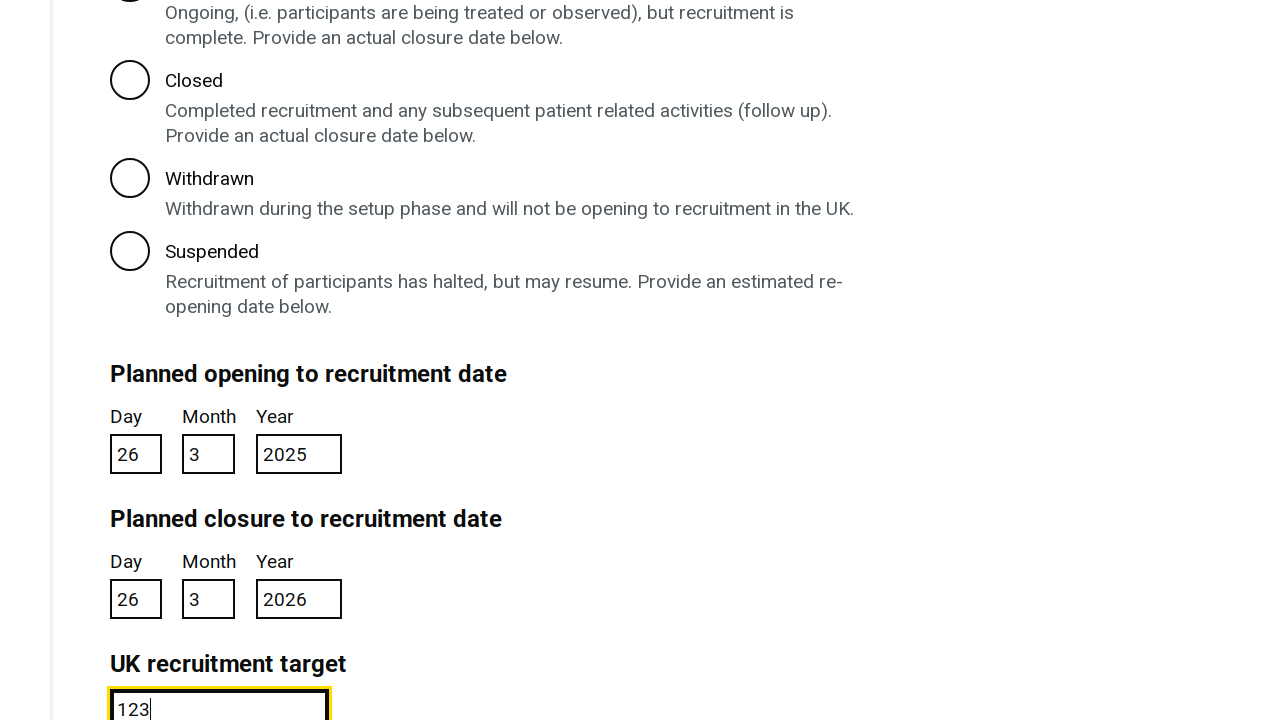 Ongoing, (i.e. participants are being treated or observed), but recruitment is
complete. Provide an actual closure date below.
Closed
Completed recruitment and any subsequent patient related activities (follow up).
Provide an actual closure date below.
Withdrawn
Withdrawn during the setup phase and will not be opening to recruitment in the UK.
Suspended
Recruitment of participants has halted, but may resume. Provide an estimated re-
opening date below.
Planned opening to recruitment date
Day Month Year
26 3 2025
Planned closure to recruitment date
Day Month Year
26 3 2026
UK recruitment target
123